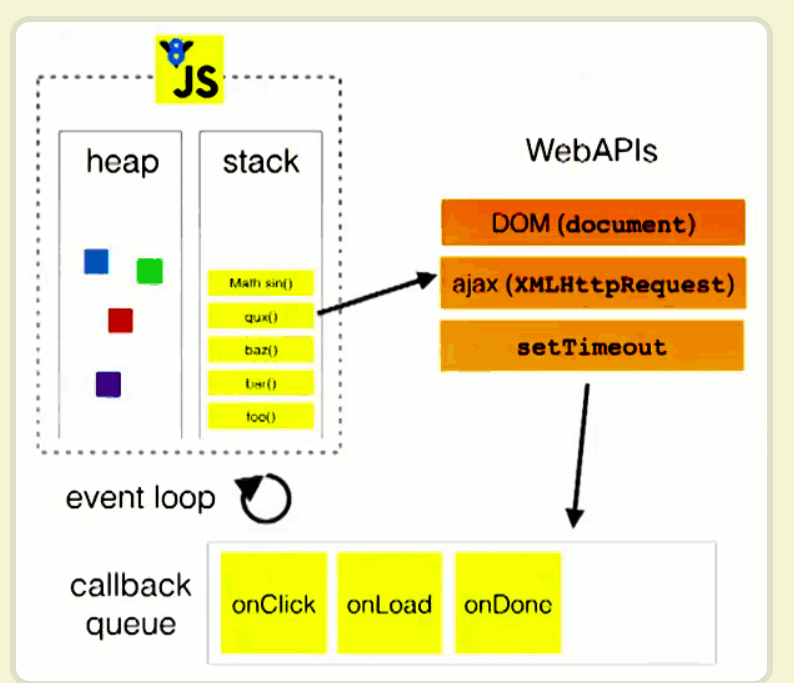 8
JS
heap
stack
Math sin()
qux()
baz()
bar()
foo()
WebAPIs
DOM (document)
ajax (XMLHttpRequest)
setTimeout
event loop
callback
queue
onClick
onLoad
onDone